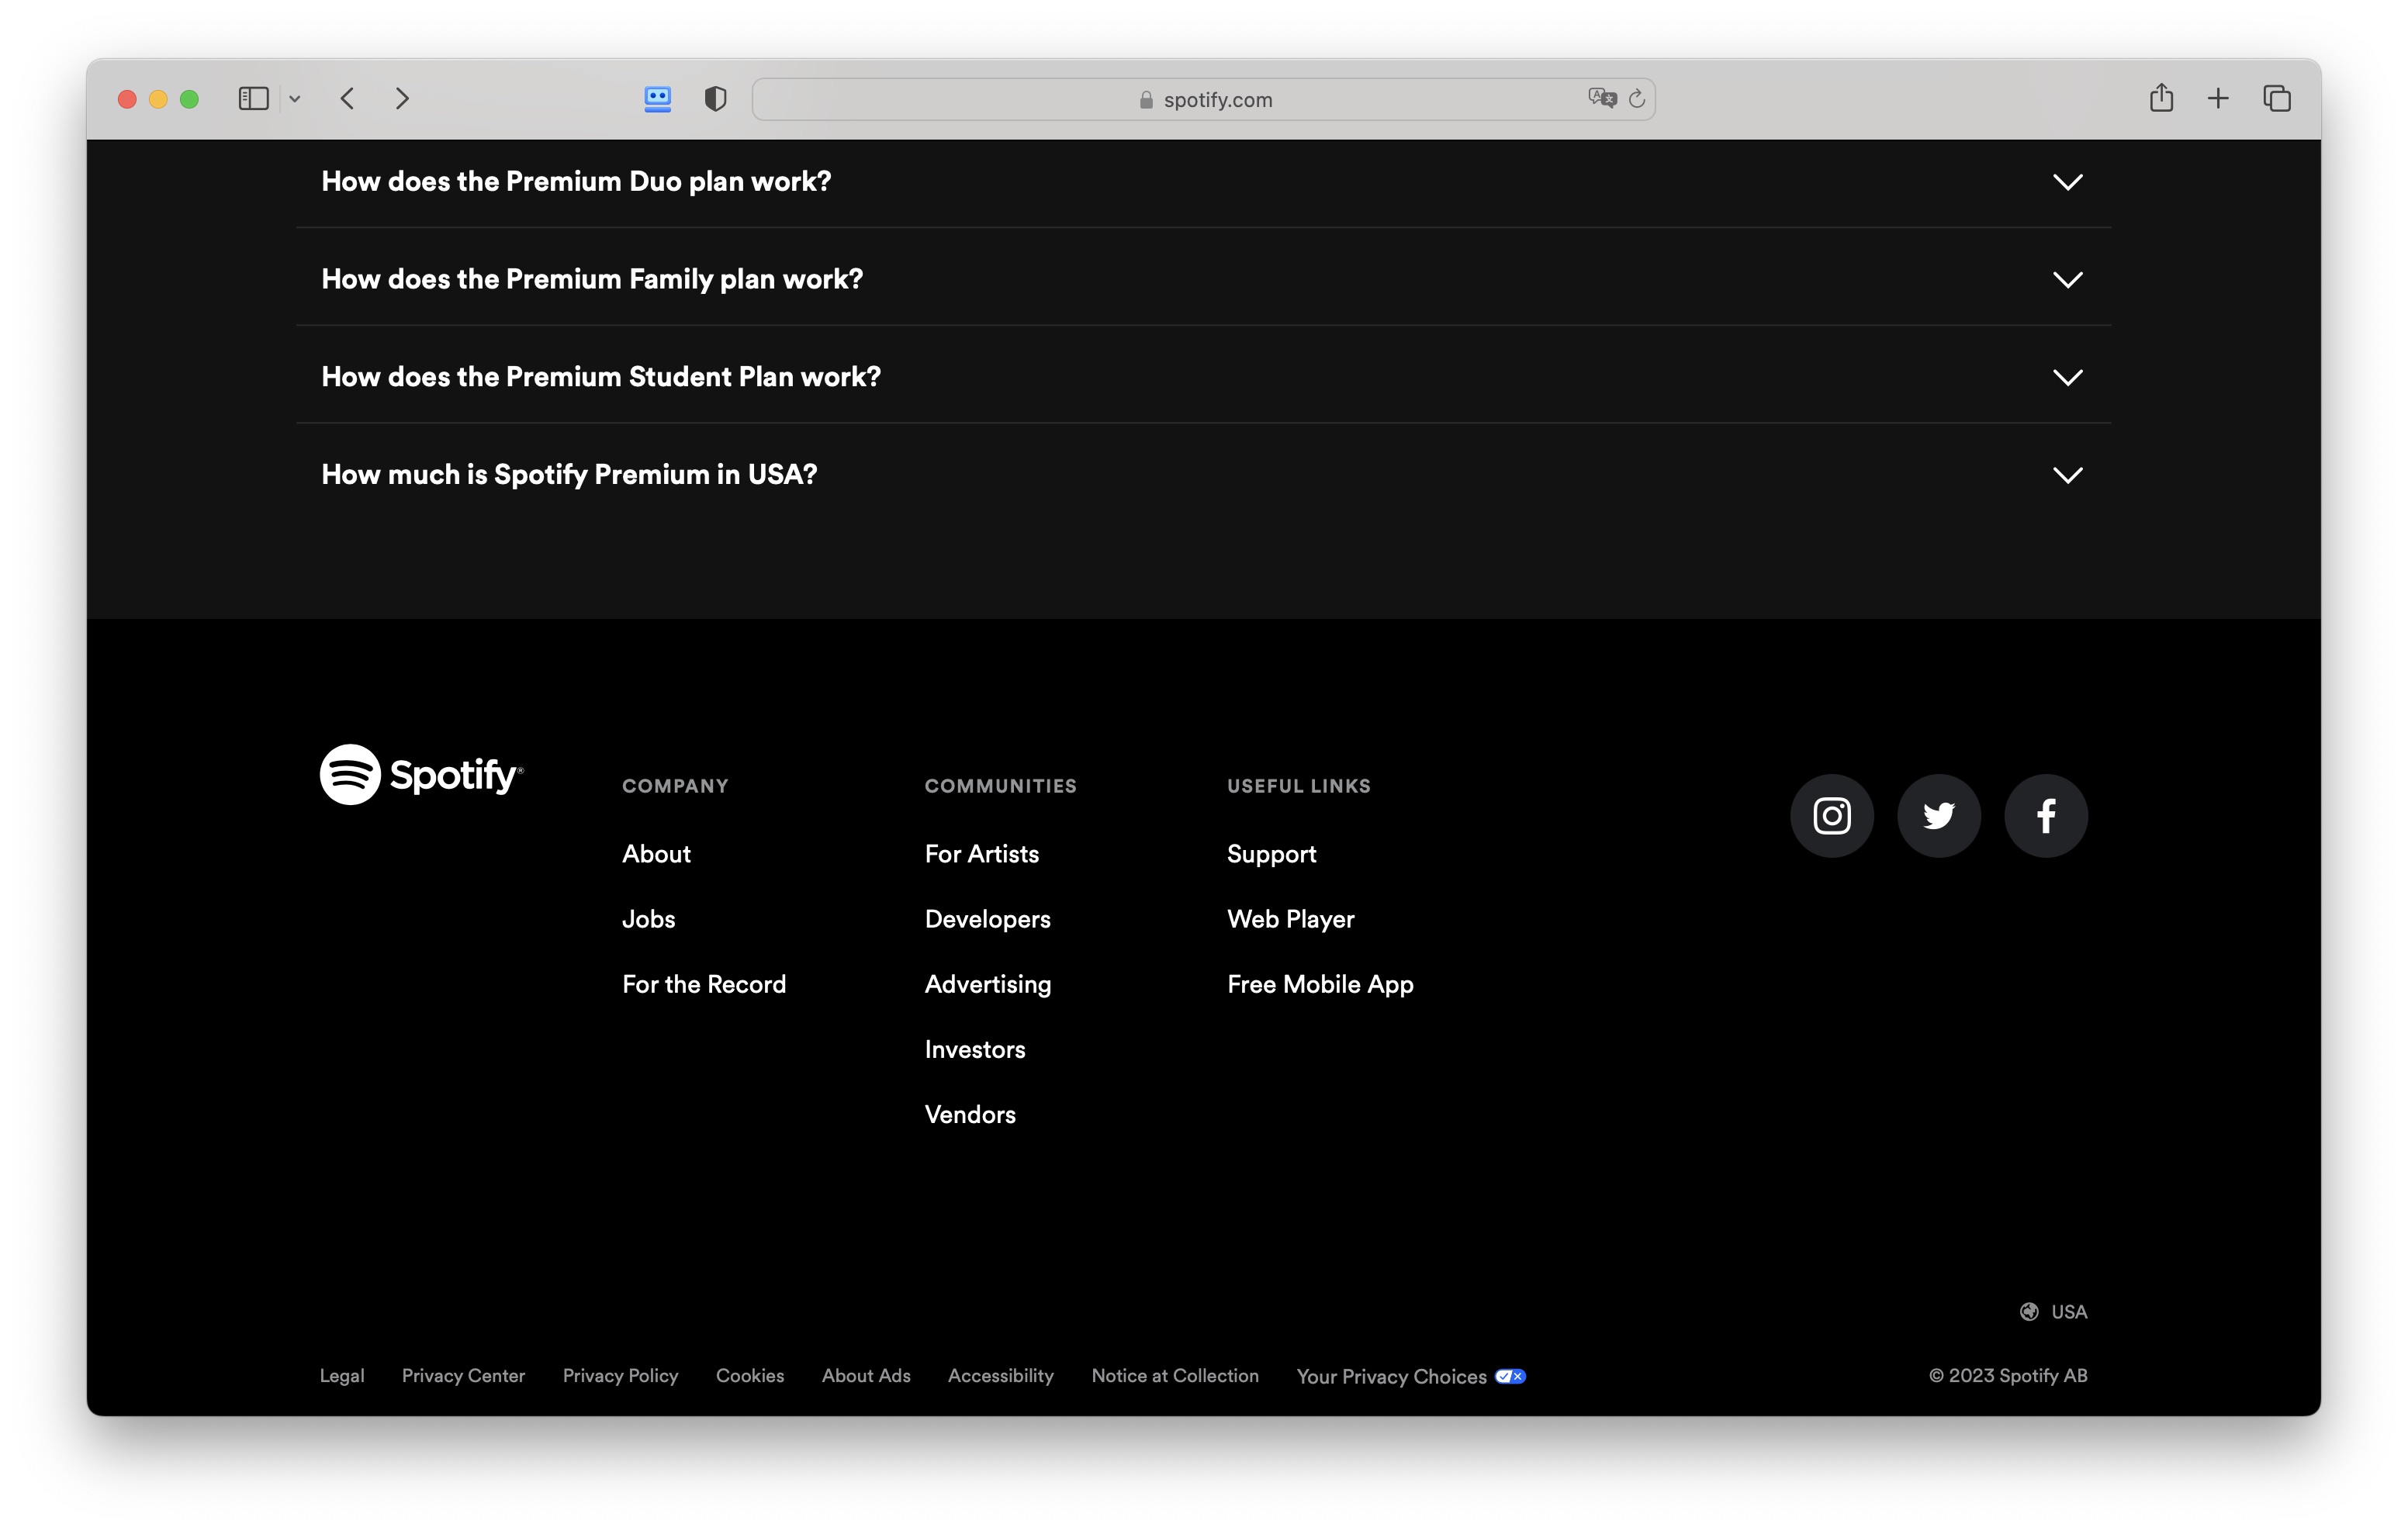 spotify.com
How does the Premium Duo plan work?
How does the Premium Family plan work?
How does the Premium Student Plan work?
How much is Spotify Premium in USA?
Spotify®
COMPANY
About
Jobs
For the Record
COMMUNITIES
For Artists
Developers
Advertising
Investors
Vendors
USEFUL LINKS
Support
Web Player
Free Mobile App
USA
Legal Privacy Center Privacy Policy Cookies About Ads Accessibility Notice at Collection Your Privacy Choices © 2023 Spotify AB